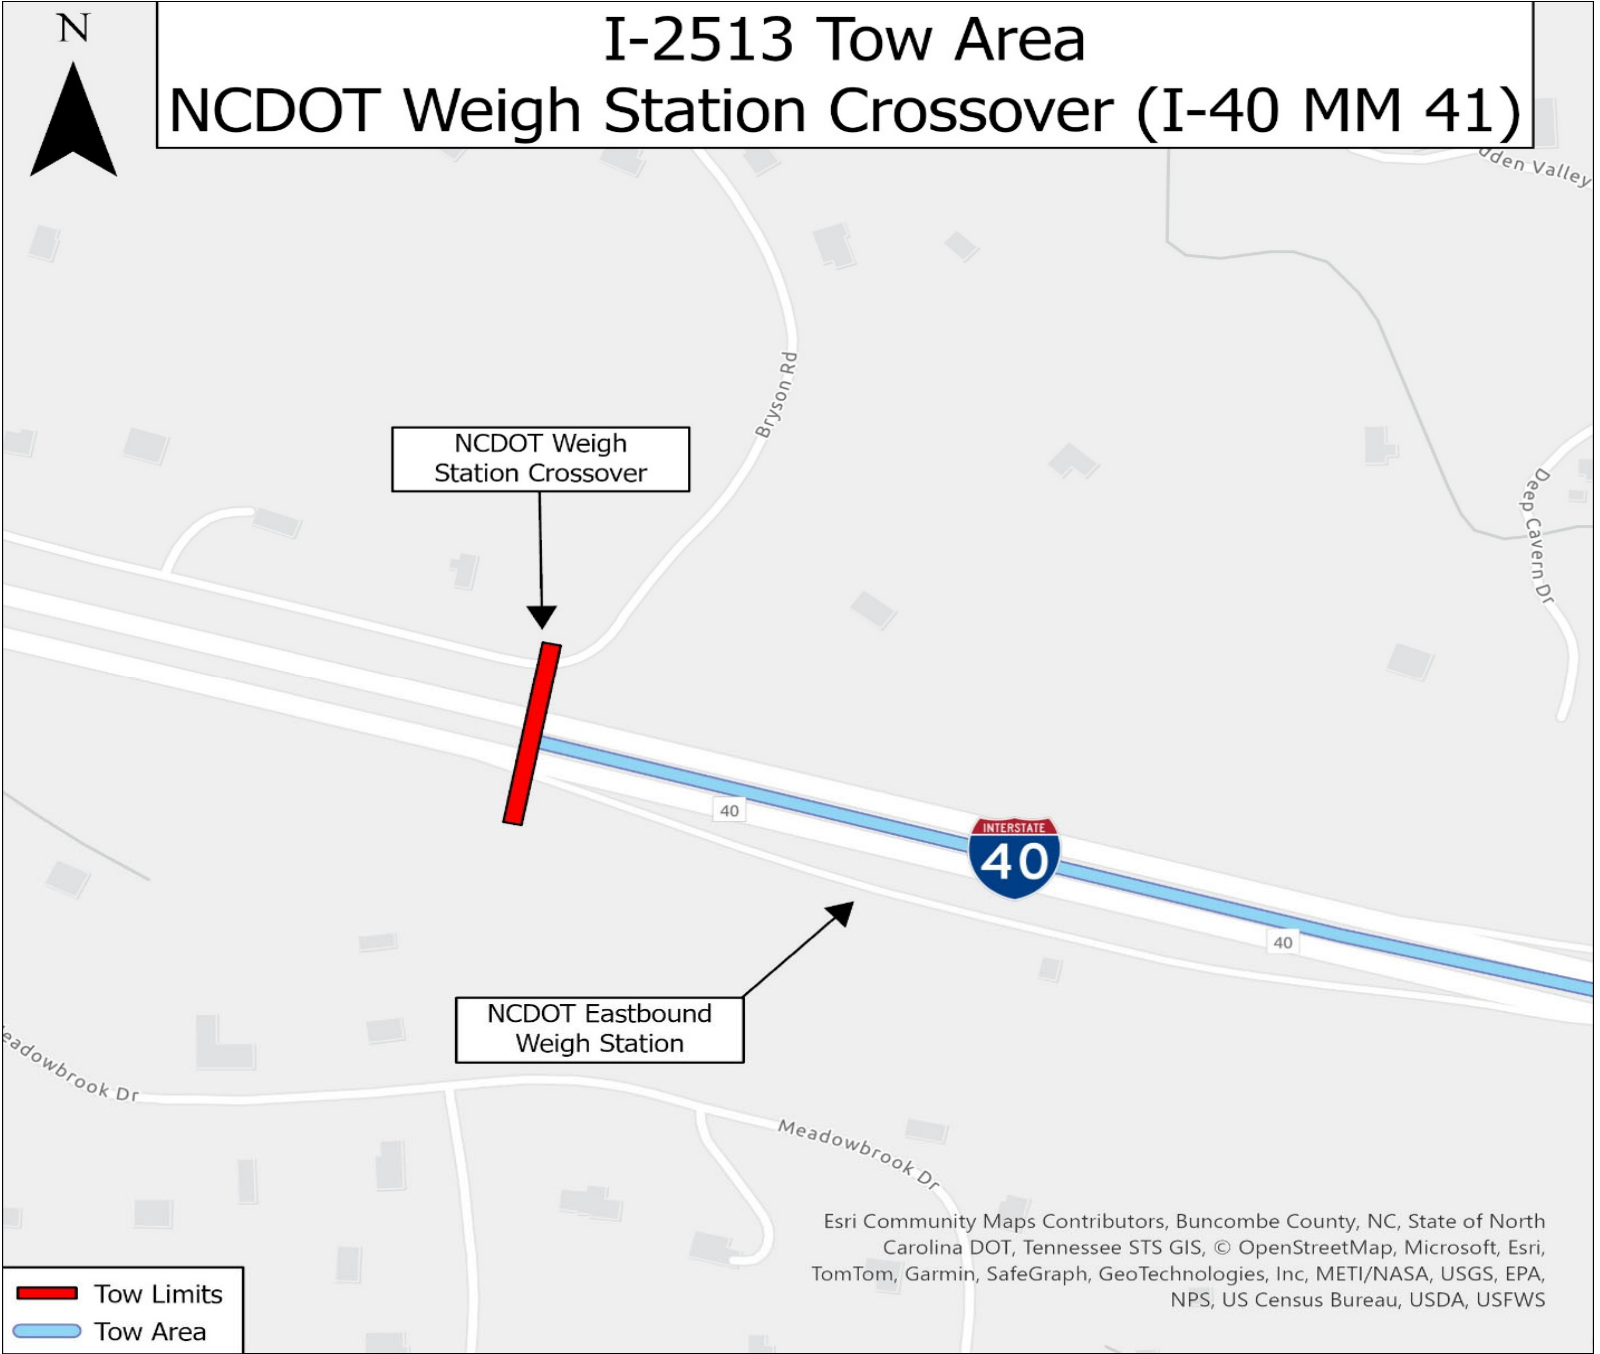 N
I-2513 Tow Area
NCDOT Weigh Station Crossover (I-40 MM 41)
dden Valley
Bryson Rd
NCDOT Weigh
Station Crossover
Deep Cavern Dr
40
INTERSTATE
40
40
NCDOT Eastbound
Weigh Station
eadowbrook Dr
Meadowbrook Dr
Esri Community Maps Contributors, Buncombe County, NC, State of North
Carolina DOT, Tennessee STS GIS, © OpenStreetMap, Microsoft, Esri,
TomTom, Garmin, SafeGraph, GeoTechnologies, Inc, METI/NASA, USGS, EPA,
NPS, US Census Bureau, USDA, USFWS
Tow Limits
Tow Area